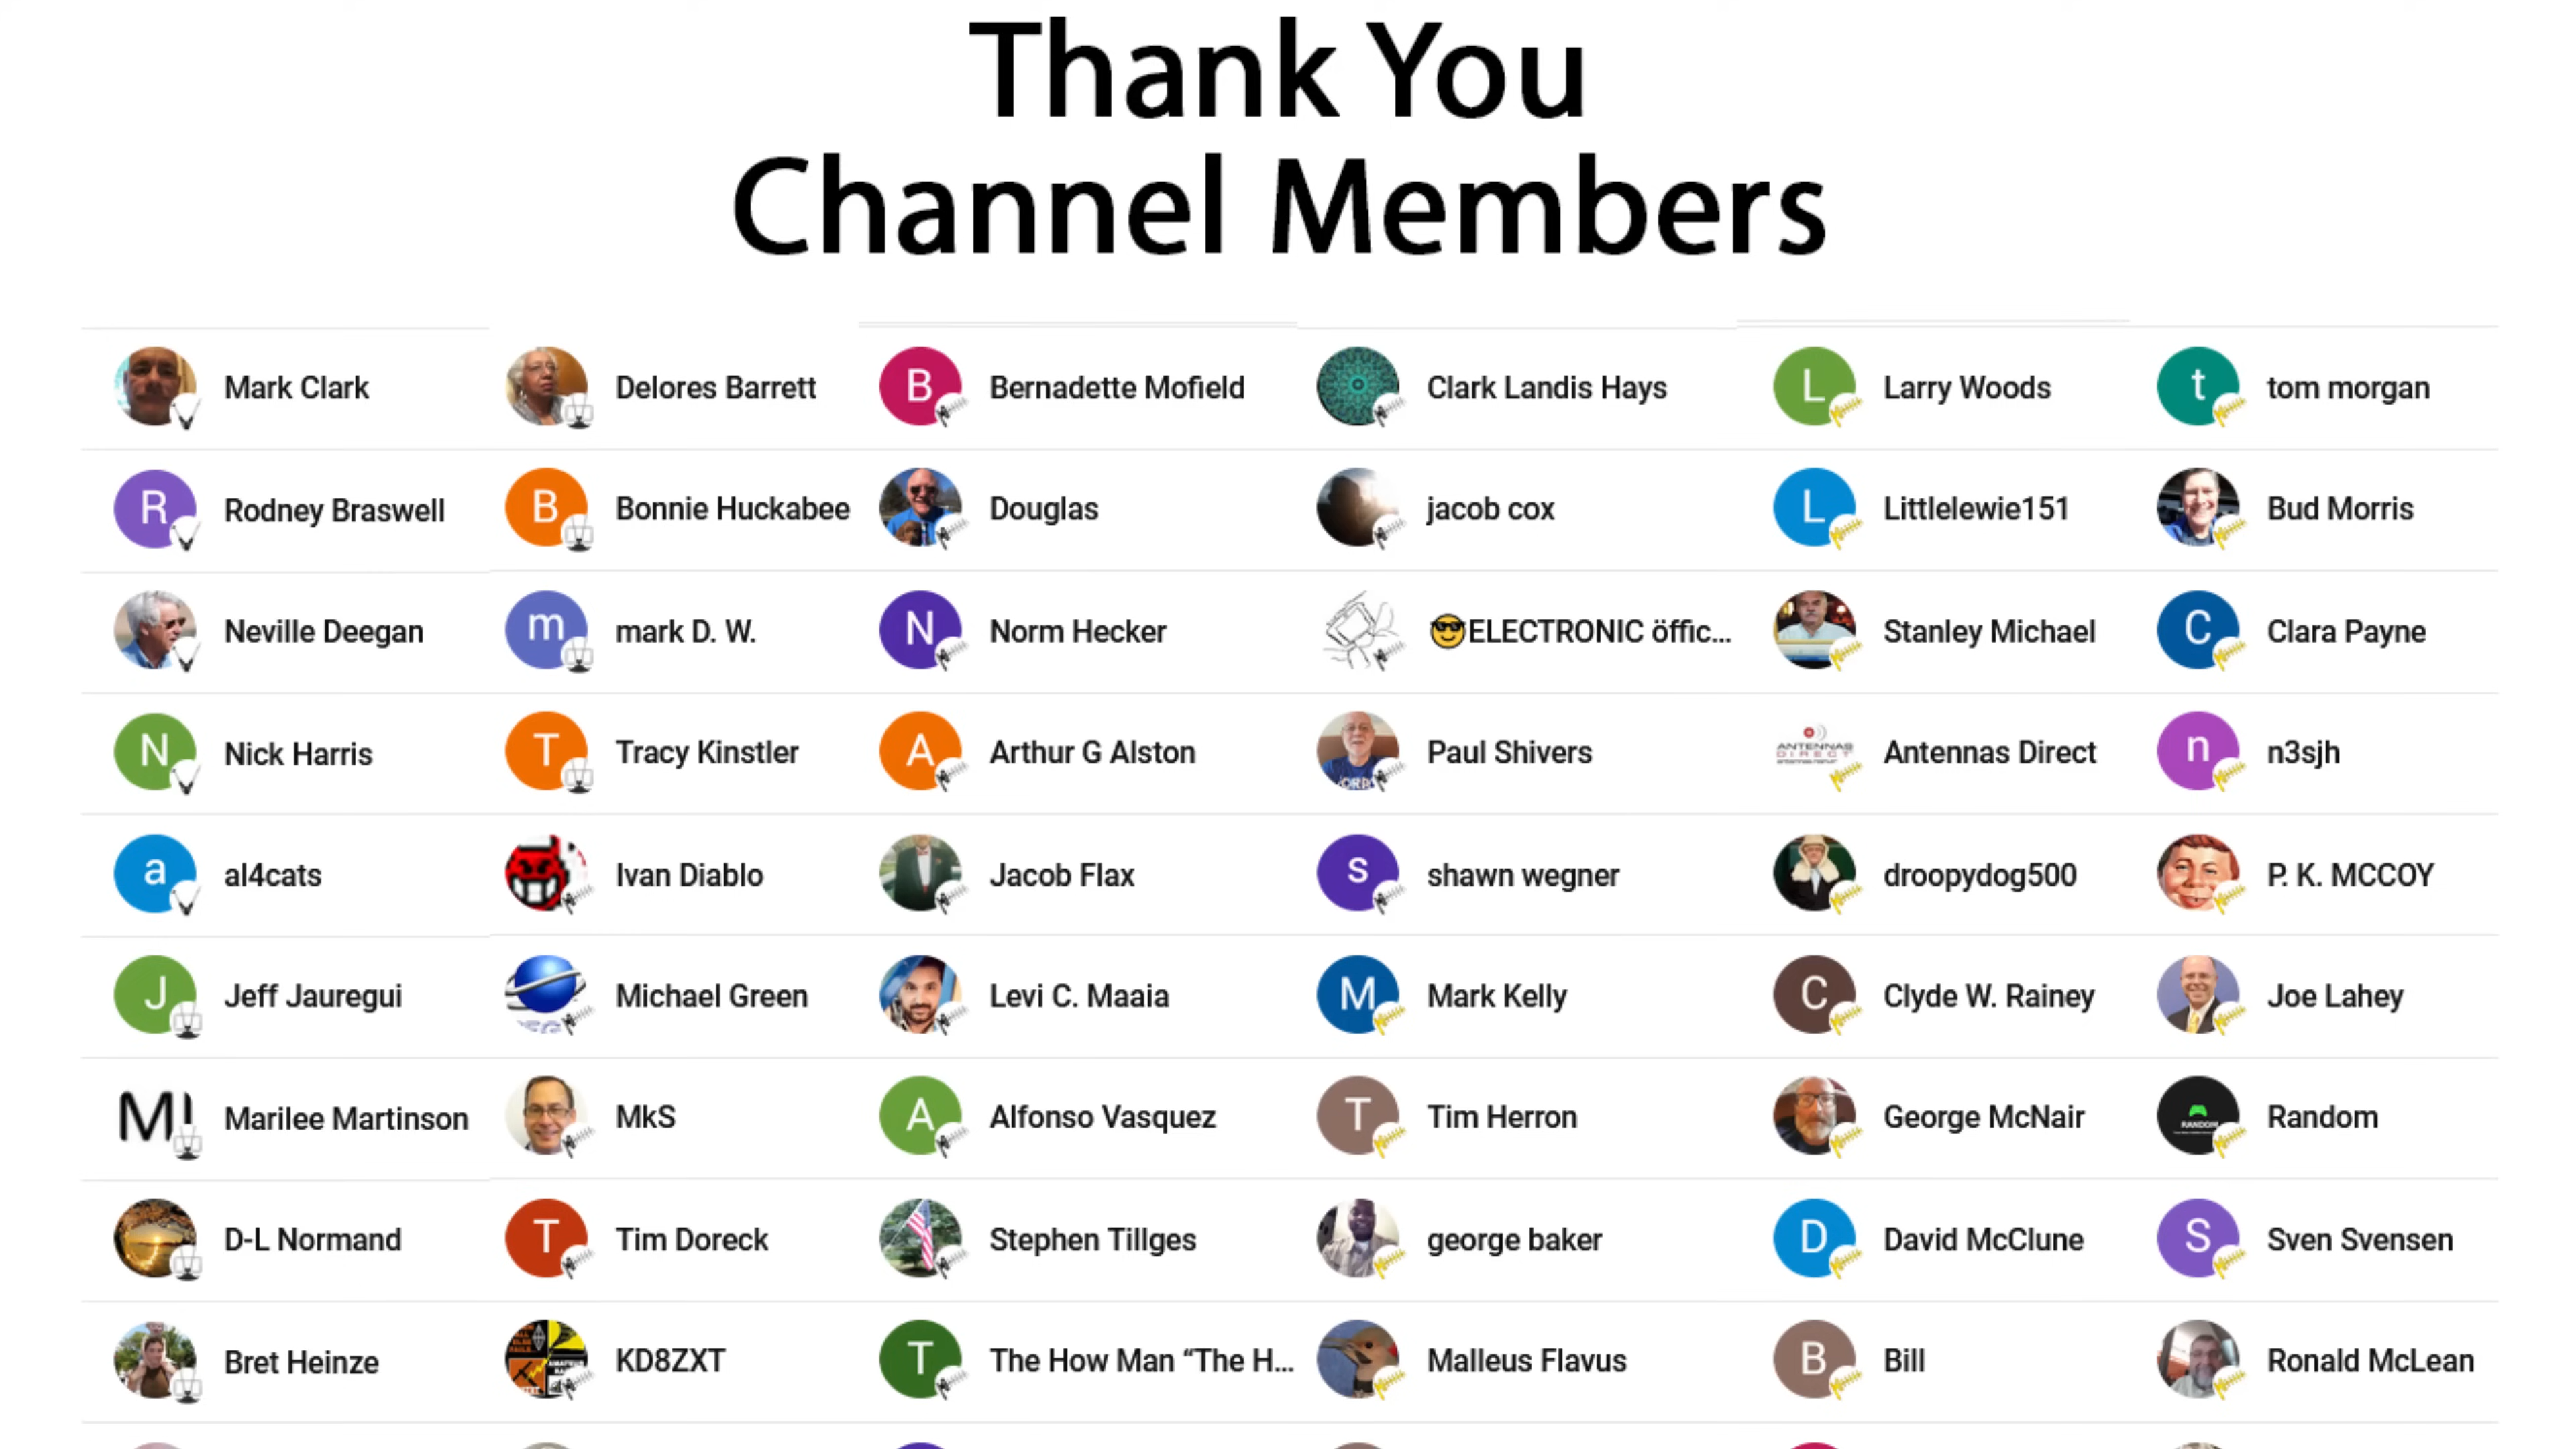 Thank You
Channel Members
Mark Clark
Delores Barrett
B Bernadette Mofield
Clark Landis Hays
L Larry Woods
t tom morgan
R Rodney Braswell
B Bonnie Huckabee
Douglas
jacob cox
L Littlelewie151
Bud Morris
Neville Deegan
m mark D. W.
N Norm Hecker
😎ELECTRONIC öffic...
Stanley Michael
C Clara Payne
N Nick Harris
T Tracy Kinstler
A Arthur G Alston
Paul Shivers
ANTENNAS
DIRECT
Antennas Direct
n n3sjh
a al4cats
Ivan Diablo
Jacob Flax
s shawn wegner
droopydog500
P. K. MCCOY
J Jeff Jauregui
Michael Green
Levi C. Maaia
M Mark Kelly
C Clyde W. Rainey
Joe Lahey
Marilee Martinson
MkS
A Alfonso Vasquez
T Tim Herron
George McNair
RANDOM
Random
D-L Normand
T Tim Doreck
Stephen Tillges
george baker
D David McClune
S Sven Svensen
Bret Heinze
KD8ZXT
T The How Man “The H...
Malleus Flavus
B Bill
Ronald McLean